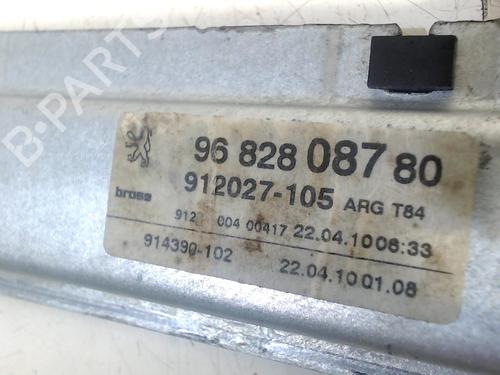 B-PARTS
96 828 087 80
brose
912027-105 ARG T84
912 004 00417 22.04.10 06:33
914390-102 22.04.10 01.08